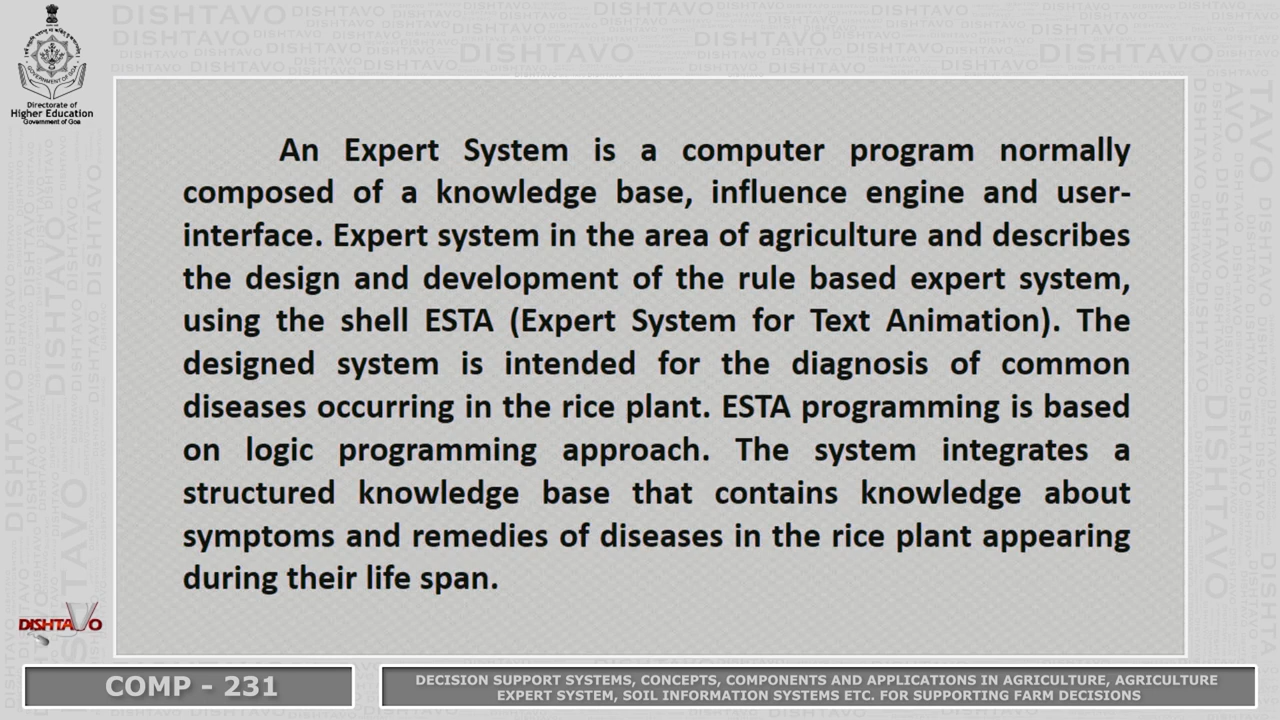 Directorate of
Higher Education
Government of Goa
An Expert System is a computer program normally
composed of a knowledge base, influence engine and user-
interface. Expert system in the area of agriculture and describes
the design and development of the rule based expert system,
using the shell ESTA (Expert System for Text Animation). The
designed system is intended for the diagnosis of common
diseases occurring in the rice plant. ESTA programming is based
on logic programming approach. The system integrates a
structured knowledge base that contains knowledge about
symptoms and remedies of diseases in the rice plant appearing
during their life span.
DISHTAVO
COMP - 231
DECISION SUPPORT SYSTEMS, CONCEPTS, COMPONENTS AND APPLICATIONS IN AGRICULTURE, AGRICULTURE
EXPERT SYSTEM, SOIL INFORMATION SYSTEMS ETC. FOR SUPPORTING FARM DECISIONS